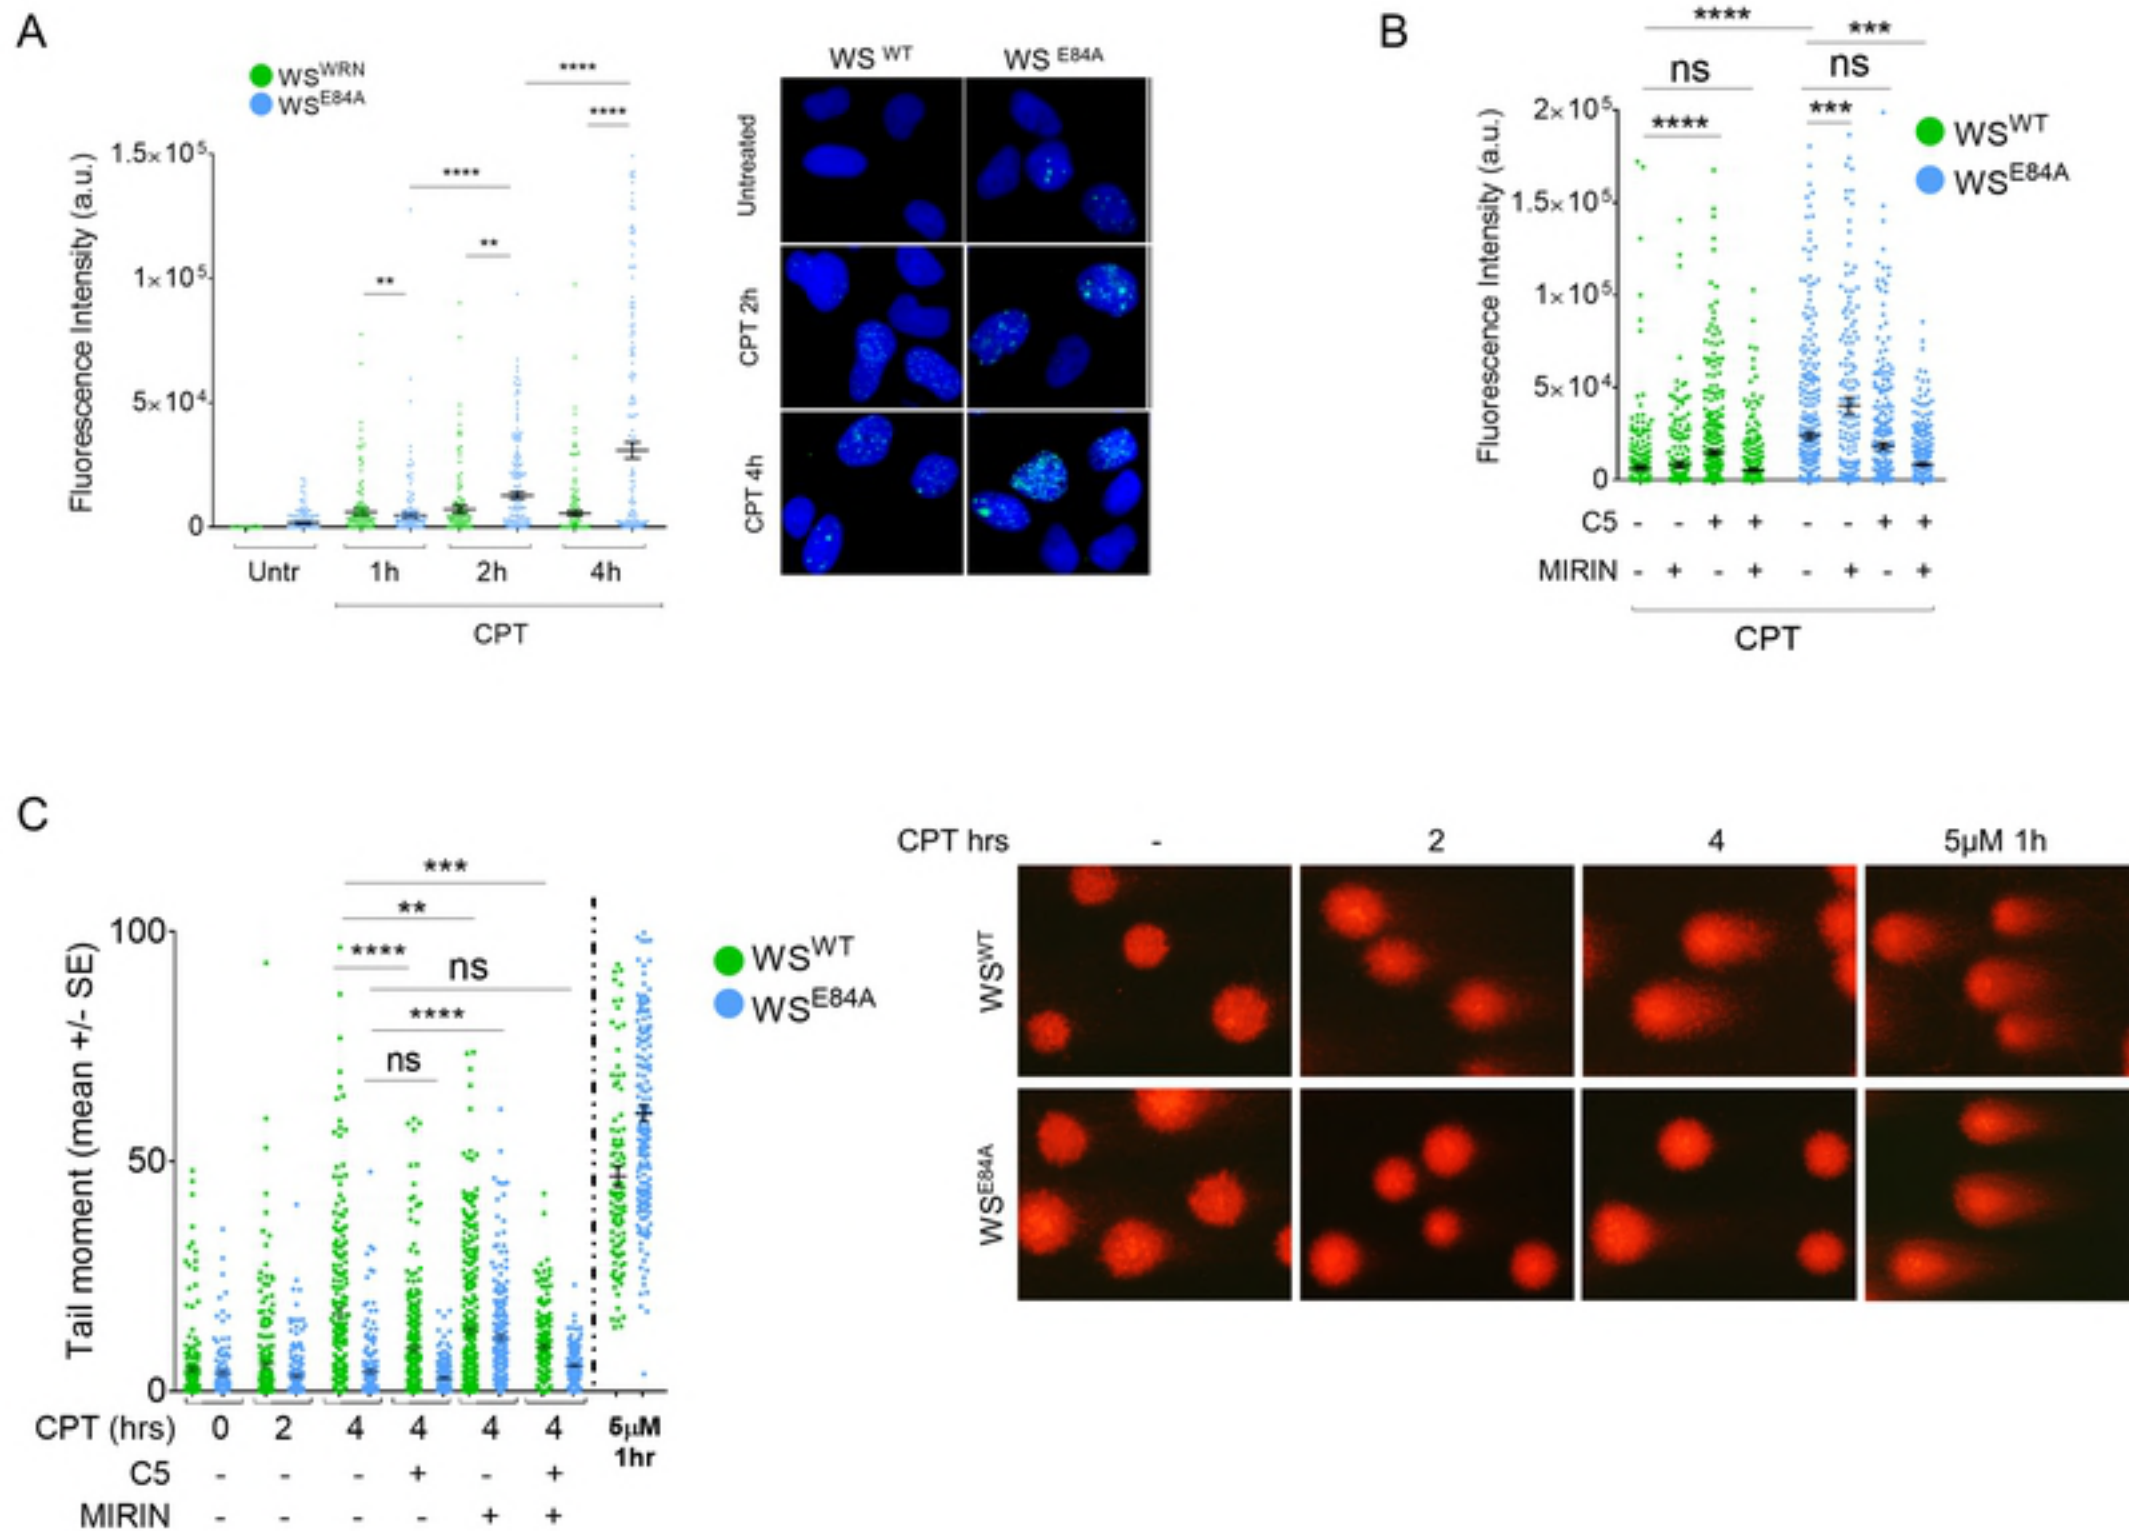 A
WS^WRN
WS^E84A
****
****
****
**
**
Fluorescence Intensity (a.u.)
1.5×10^5
1×10^5
5×10^4
0
Untr 1h 2h 4h
CPT
WS^WT WS^E84A
Untreated
CPT 2h
CPT 4h
B
**** ***
ns ns
**** ***
WS^WT
WS^E84A
Fluorescence Intensity (a.u.)
2×10^5
1.5×10^5
1×10^5
5×10^4
0
C5 - - + + - - + +
MIRIN - + - + - + - +
CPT
C
***
**
****
ns
****
ns
WS^WT
WS^E84A
Tail moment (mean +/- SE)
100
50
0
CPT (hrs) 0 2 4 4 4 4 5µM 1hr
C5 - - - + - +
MIRIN - - - - + +
CPT hrs - 2 4 5µM 1h
WS^WT
WS^E84A